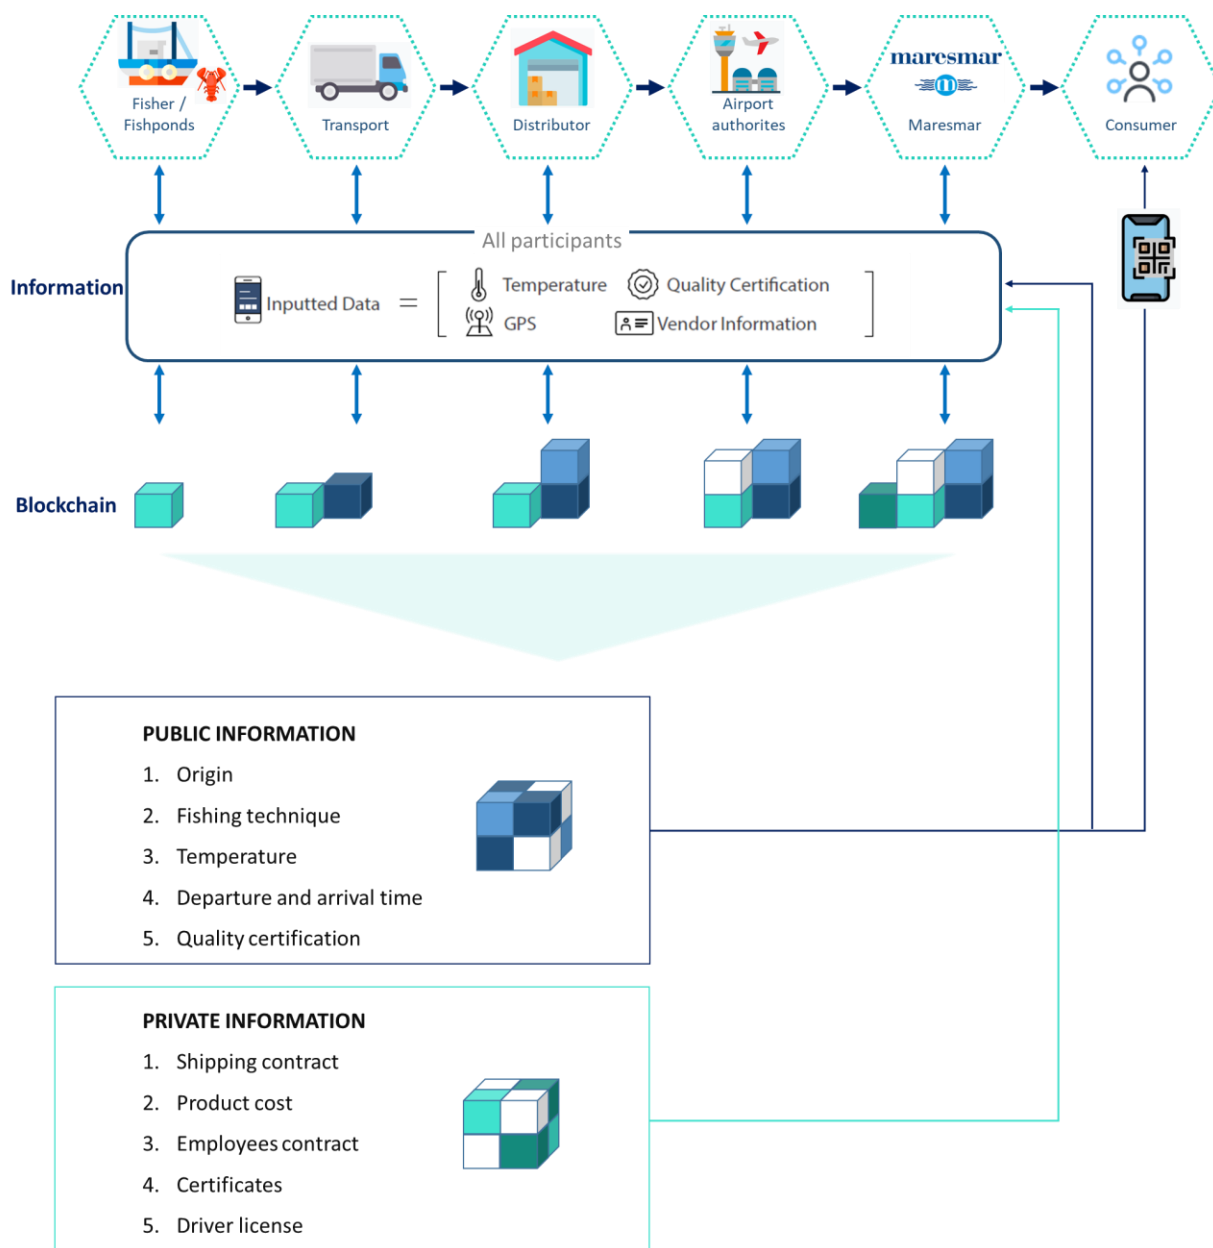 Fisher /
Fishponds
Transport
Distributor
Airport
authorites
maresmar
m
Maresmar
Consumer
All participants
Information
Inputted Data =
Temperature
Quality Certification
GPS
Vendor Information
Blockchain
PUBLIC INFORMATION
1. Origin
2. Fishing technique
3. Temperature
4. Departure and arrival time
5. Quality certification
PRIVATE INFORMATION
1. Shipping contract
2. Product cost
3. Employees contract
4. Certificates
5. Driver license